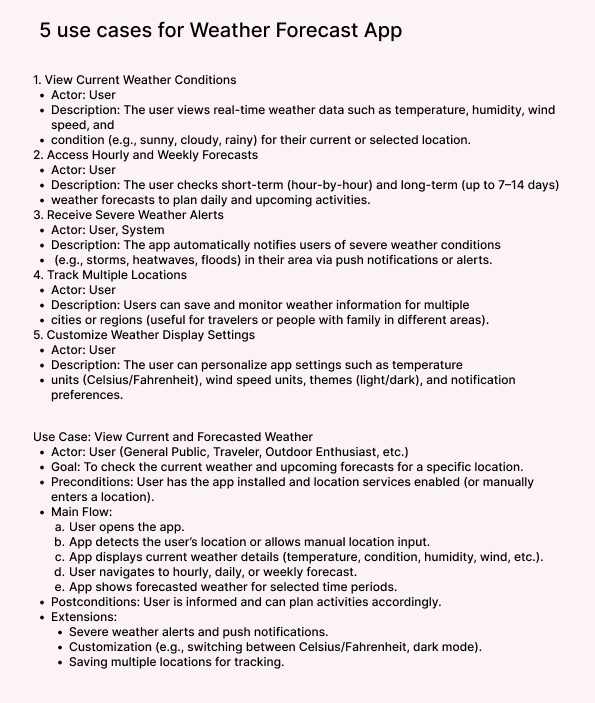 5 use cases for Weather Forecast App
1. View Current Weather Conditions
• Actor: User
• Description: The user views real-time weather data such as temperature, humidity, wind
speed, and
• condition (e.g., sunny, cloudy, rainy) for their current or selected location.
2. Access Hourly and Weekly Forecasts
• Actor: User
• Description: The user checks short-term (hour-by-hour) and long-term (up to 7–14 days)
• weather forecasts to plan daily and upcoming activities.
3. Receive Severe Weather Alerts
• Actor: User, System
• Description: The app automatically notifies users of severe weather conditions
• (e.g., storms, heatwaves, floods) in their area via push notifications or alerts.
4. Track Multiple Locations
• Actor: User
• Description: Users can save and monitor weather information for multiple
• cities or regions (useful for travelers or people with family in different areas).
5. Customize Weather Display Settings
• Actor: User
• Description: The user can personalize app settings such as temperature
• units (Celsius/Fahrenheit), wind speed units, themes (light/dark), and notification
preferences.
Use Case: View Current and Forecasted Weather
• Actor: User (General Public, Traveler, Outdoor Enthusiast, etc.)
• Goal: To check the current weather and upcoming forecasts for a specific location.
• Preconditions: User has the app installed and location services enabled (or manually
enters a location).
• Main Flow:
a. User opens the app.
b. App detects the user’s location or allows manual location input.
c. App displays current weather details (temperature, condition, humidity, wind, etc.).
d. User navigates to hourly, daily, or weekly forecast.
e. App shows forecasted weather for selected time periods.
• Postconditions: User is informed and can plan activities accordingly.
• Extensions:
• Severe weather alerts and push notifications.
• Customization (e.g., switching between Celsius/Fahrenheit, dark mode).
• Saving multiple locations for tracking.